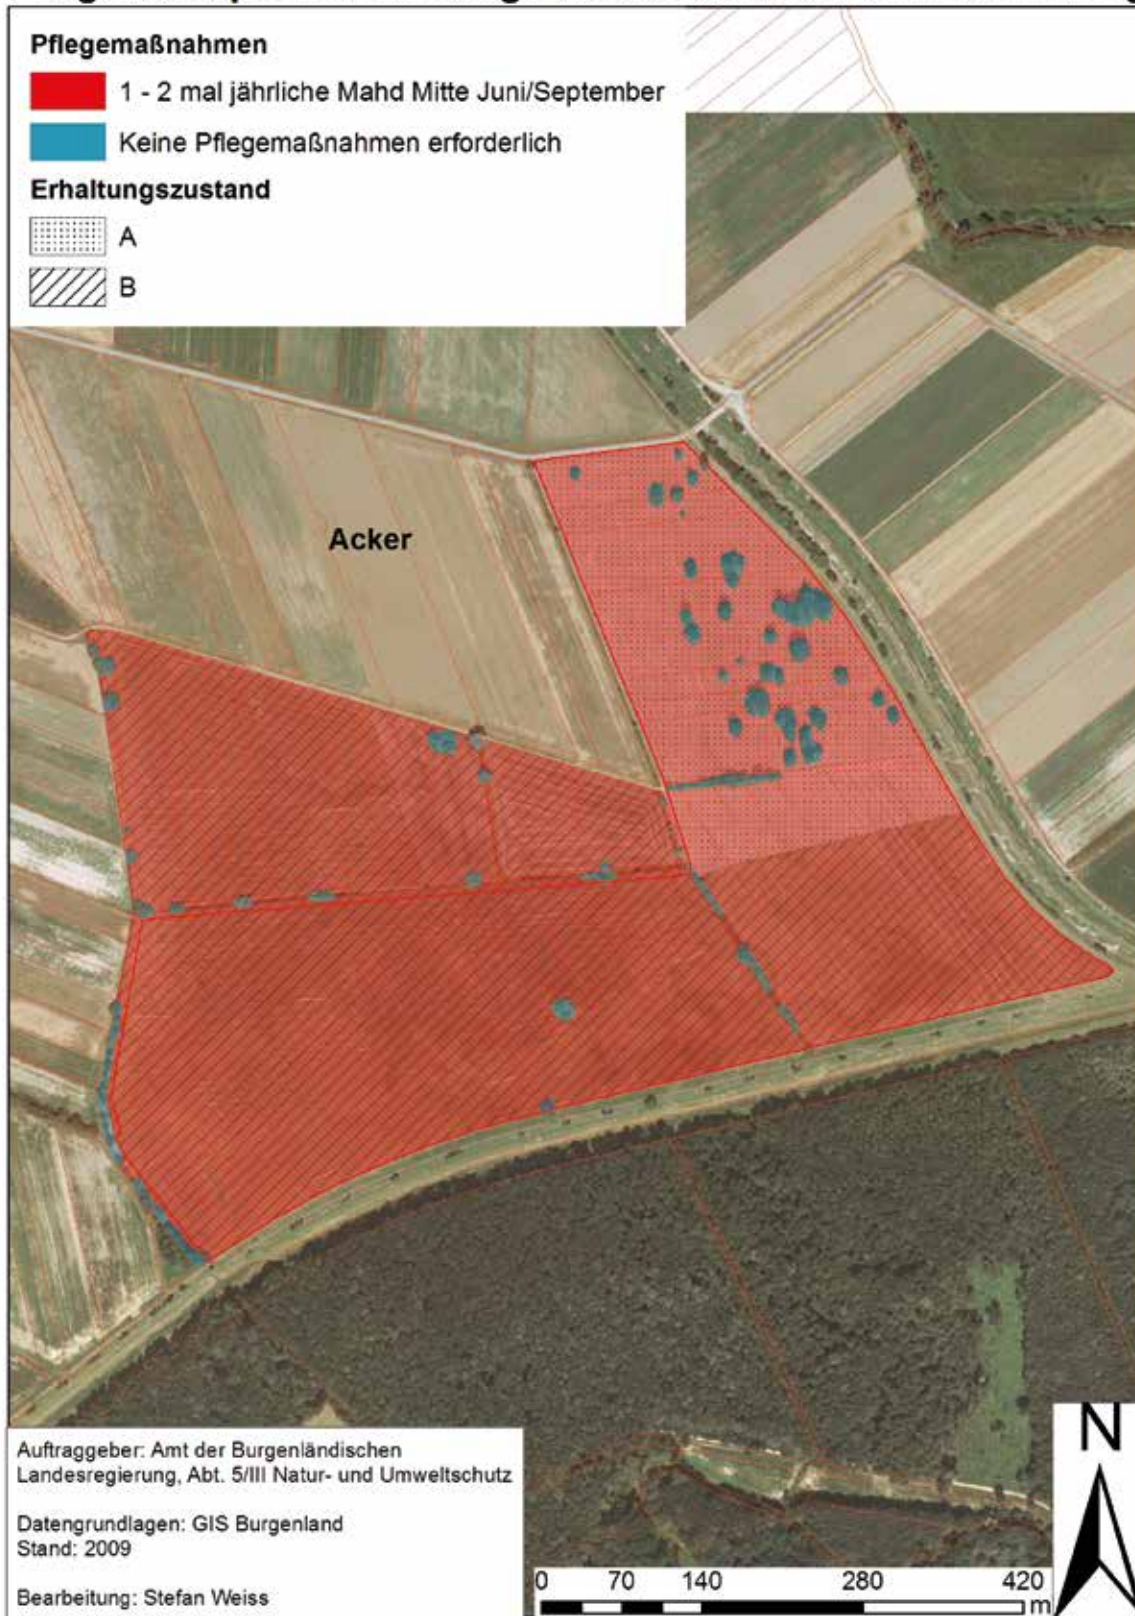 Pflegemaßnahmen
1 - 2 mal jährliche Mahd Mitte Juni/September
Keine Pflegemaßnahmen erforderlich
Erhaltungszustand
A
B
Acker
Auftraggeber: Amt der Burgenländischen
Landesregierung, Abt. 5/III Natur- und Umweltschutz
Datengrundlagen: GIS Burgenland
Stand: 2009
Bearbeitung: Stefan Weiss
N
0 70 140 280 420
m